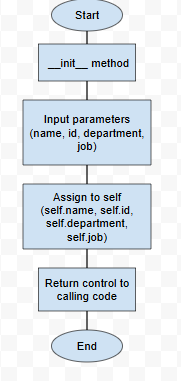 Start
__init__ method
Input parameters
(name, id, department,
job)
Assign to self
(self.name, self.id,
self.department,
self.job)
Return control to
calling code
End